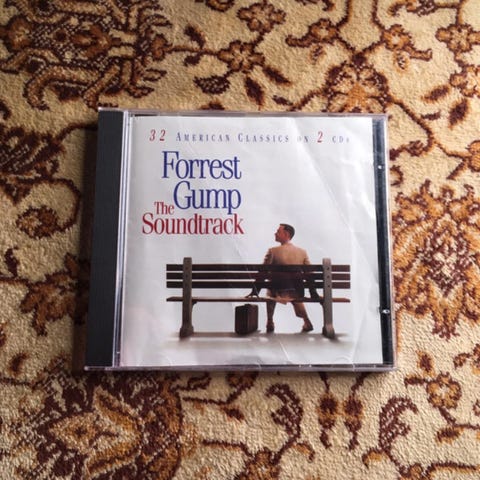 32 AMERICAN CLASSICS ON 2 CDs
Forrest
Gump
The
Soundtrack